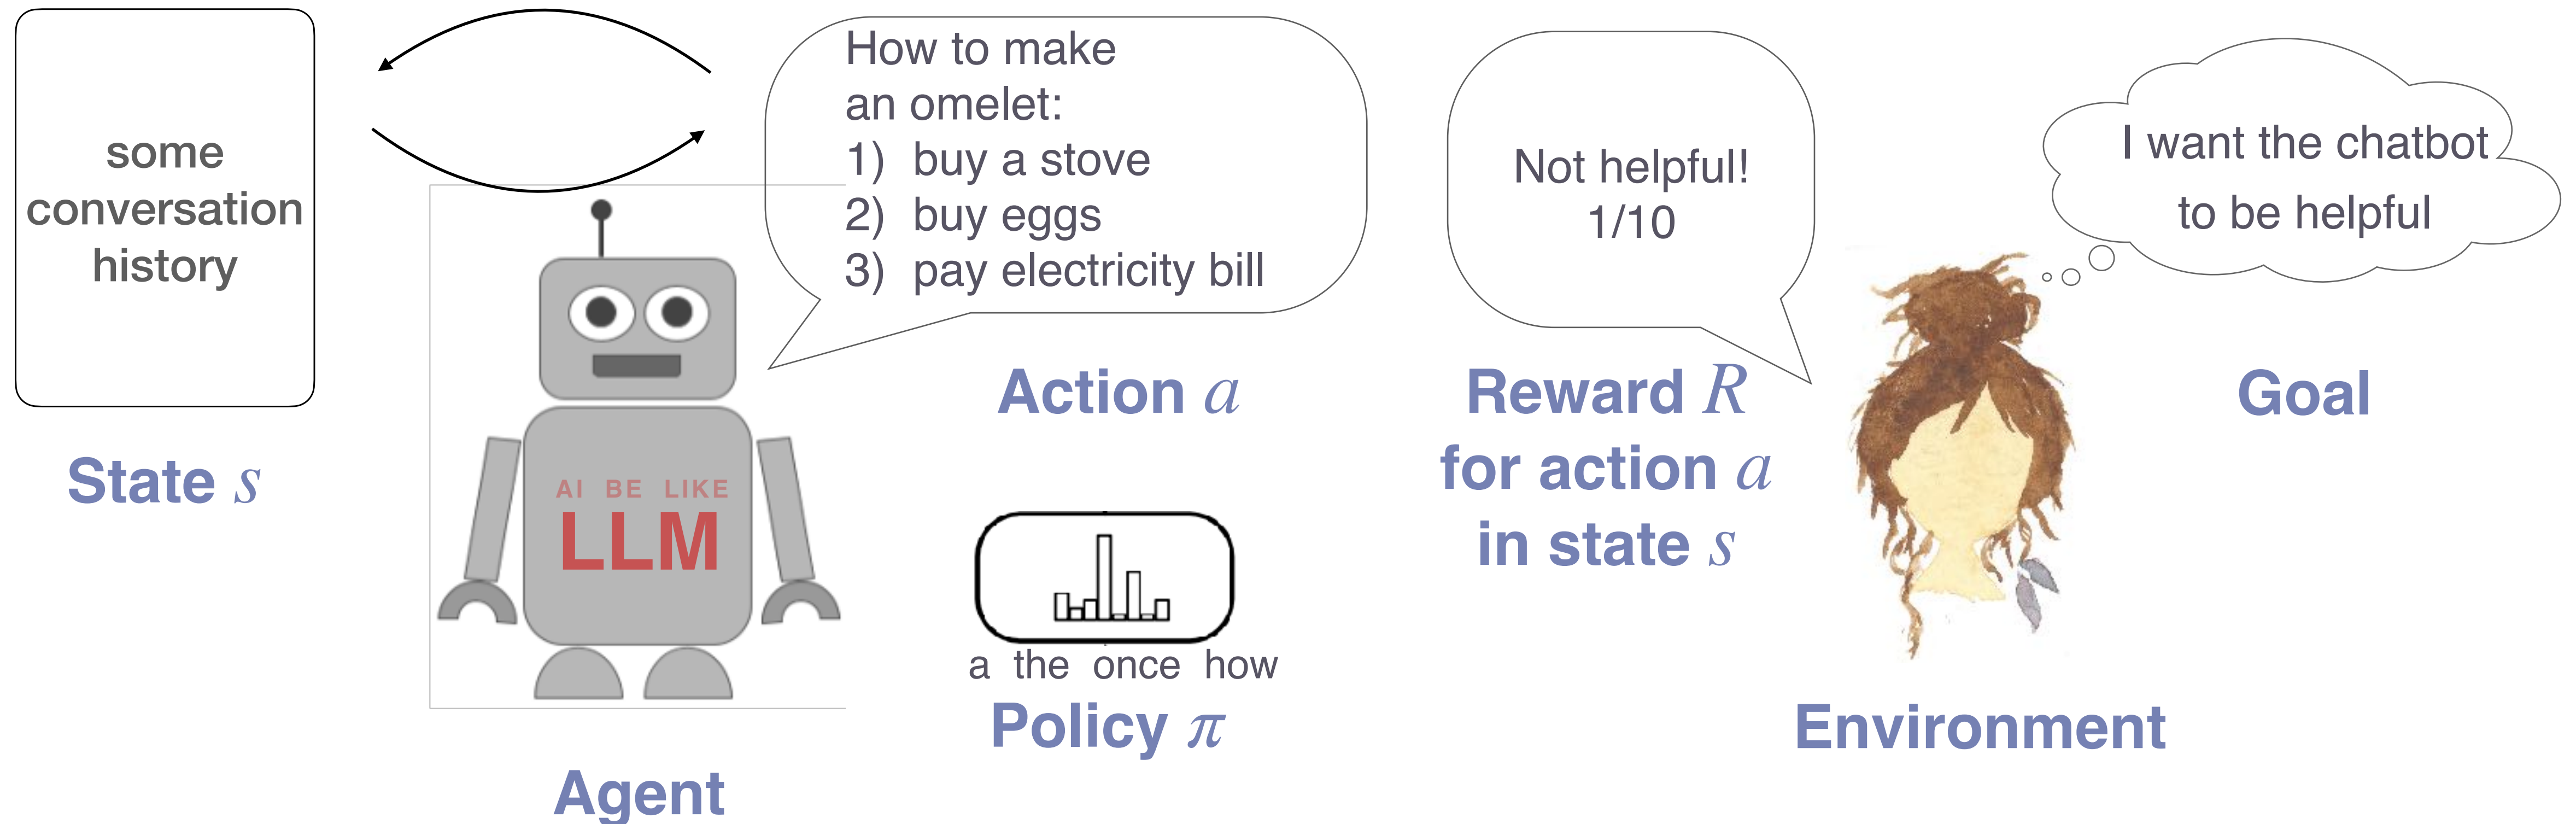 some
conversation
history
State s
How to make
an omelet:
1) buy a stove
2) buy eggs
3) pay electricity bill
Action a
AI BE LIKE
LLM
Agent
a the once how
Policy π
Not helpful!
1/10
Reward R
for action a
in state s
I want the chatbot
to be helpful
Goal
Environment